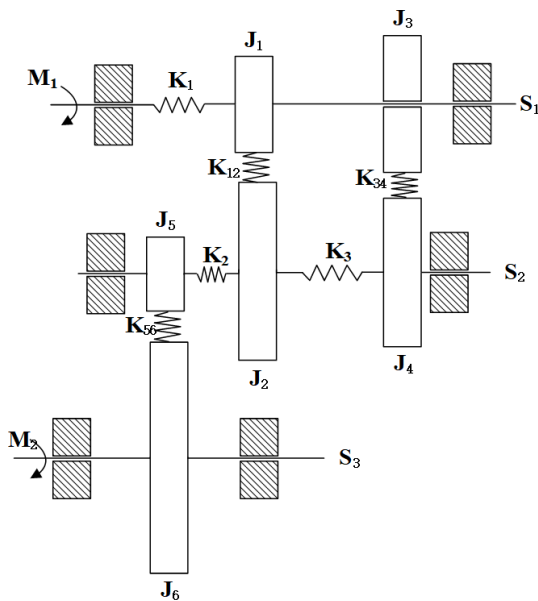 J₁
J₃
M₁
K₁
S₁
K₁₂
K₃₄
J₅
K₂
K₃
S₂
K₅₆
J₂
J₄
M₂
S₃
J₆